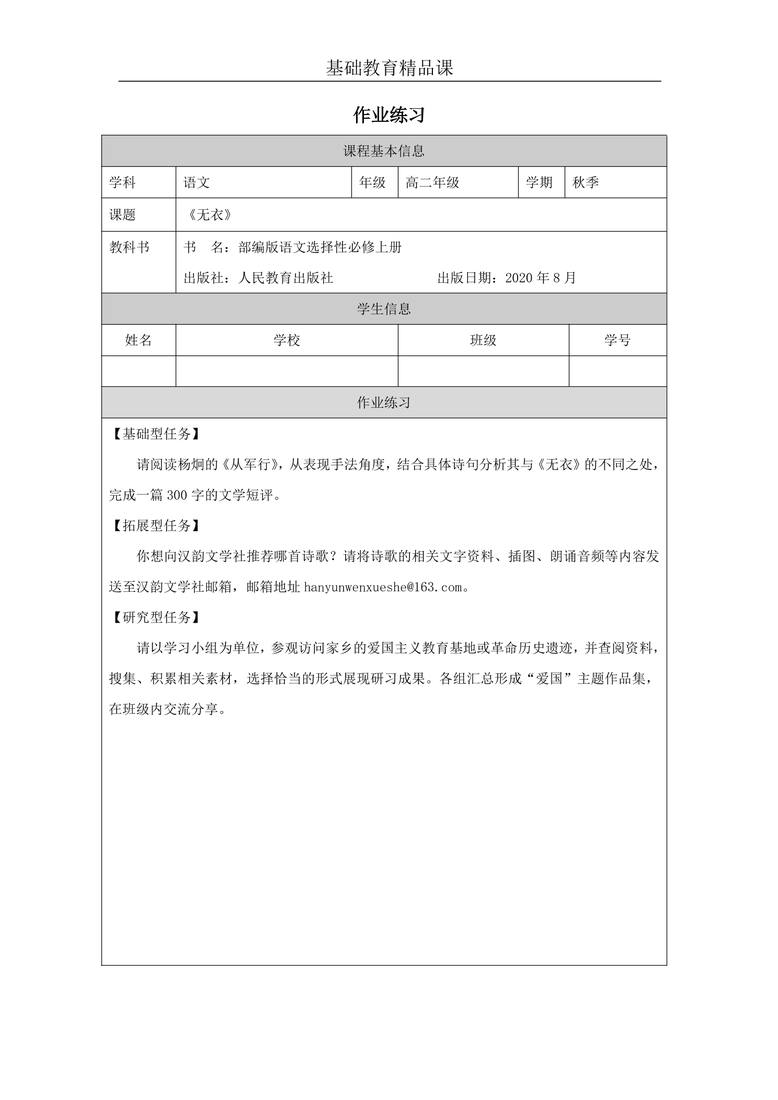 基础教育精品课
作业练习
课程基本信息
学科 语文 年级 高二年级 学期 秋季
课题 《无衣》
教科书 书 名：部编版语文选择性必修上册
出版社：人民教育出版社 出版日期：2020 年 8 月
学生信息
姓名 学校 班级 学号
作业练习
【基础型任务】
请阅读杨炯的《从军行》，从表现手法角度，结合具体诗句分析其与《无衣》的不同之处，
完成一篇 300 字的文学短评。
【拓展型任务】
你想向汉韵文学社推荐哪首诗歌？请将诗歌的相关文字资料、插图、朗诵音频等内容发
送至汉韵文学社邮箱，邮箱地址 hanyunwenxueshe@163.com。
【研究型任务】
请以学习小组为单位，参观访问家乡的爱国主义教育基地或革命历史遗迹，并查阅资料，
搜集、积累相关素材，选择恰当的形式展现研习成果。各组汇总形成“爱国”主题作品集，
在班级内交流分享。